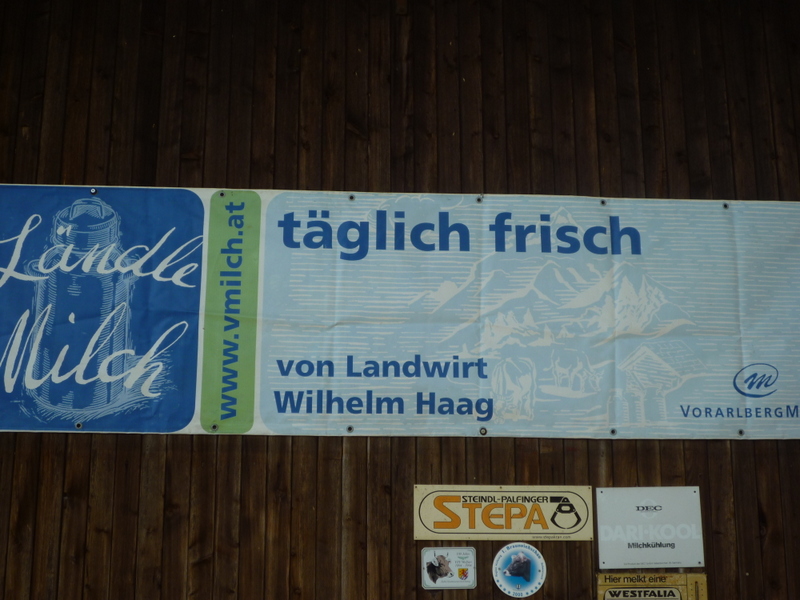 Ländle
Milch
www.vmilch.at
täglich frisch
von Landwirt
Wilhelm Haag
m
VORARLBERGM
STEINDL-PALFINGER
STEPA
DEC
DARI-KOOL
Milchkühlung
Hier melkt eine
WESTFALIA